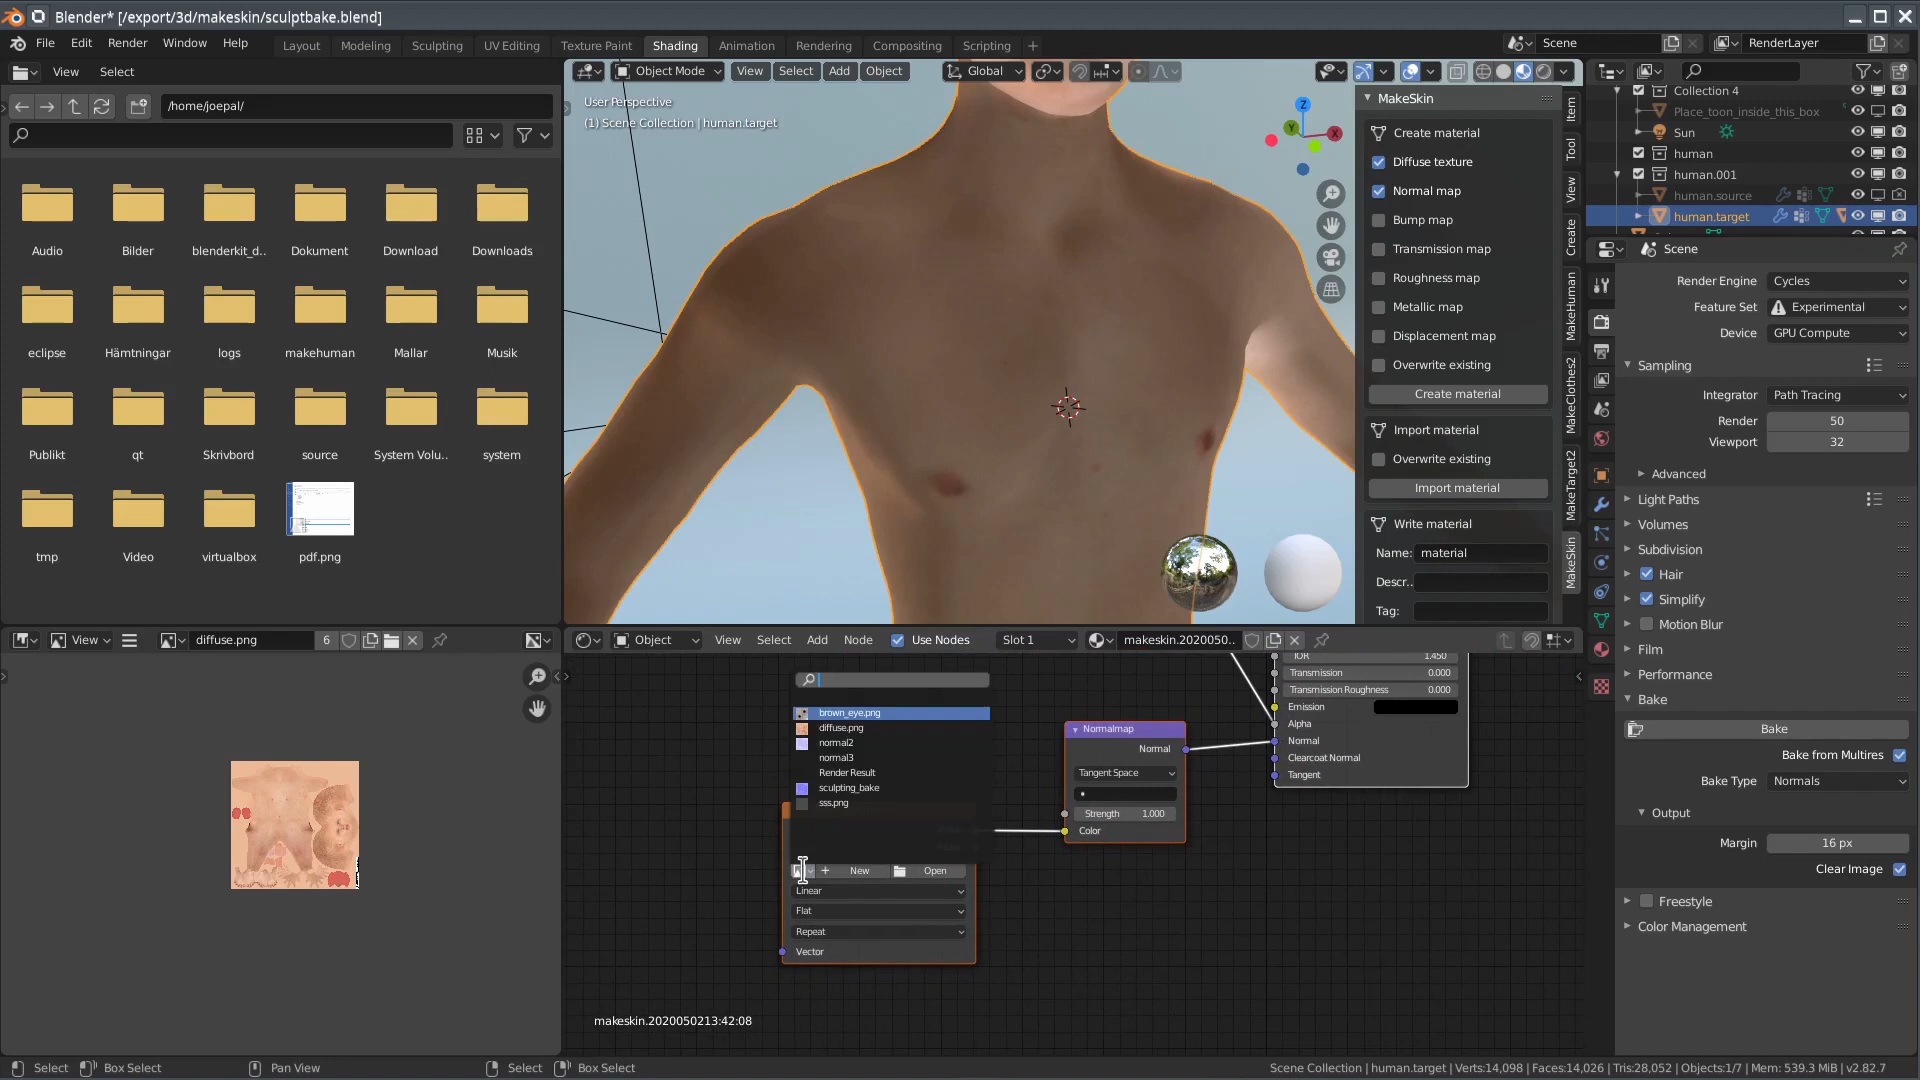 Blender* [/export/3d/makeskin/sculptbake.blend]
File Edit Render Window Help Layout Modeling Sculpting UV Editing Texture Paint Shading Animation Rendering Compositing Scripting + Scene RenderLayer
View Select
/home/joepal/
Audio Bilder blenderkit_d.. Dokument Download Downloads
eclipse Hämtningar logs makehuman Mallar Musik
Publikt qt Skrivbord source System Volu.. system
tmp Video virtualbox pdf.png
Object Mode View Select Add Object Global
User Perspective
(1) Scene Collection | human.target
Z
Y X
MakeSkin
Create material
Diffuse texture
Normal map
Bump map
Transmission map
Roughness map
Metallic map
Displacement map
Overwrite existing
Create material
Import material
Overwrite existing
Import material
Write material
Name: material
Descr..
Tag:
Item
Tool
View
Create
MakeHuman
MakeClothes2
MakeTarget2
MakeSkin
Collection 4
Place_toon_inside_this_box
Sun
human
human.001
human.source
human.target
Scene
Render Engine Cycles
Feature Set Experimental
Device GPU Compute
Sampling
Integrator Path Tracing
Render 50
Viewport 32
Advanced
Light Paths
Volumes
Subdivision
Hair
Simplify
Motion Blur
Film
Performance
Bake
Bake
Bake from Multires
Bake Type Normals
Output
Margin 16 px
Clear Image
Freestyle
Color Management
View diffuse.png 6
Object View Select Add Node Use Nodes Slot 1 makeskin.2020050..
brown_eye.png
diffuse.png
normal2
normal3
Render Result
sculpting_bake
sss.png
New Open
Linear
Flat
Repeat
Vector
Normalmap
Normal
Tangent Space
Strength 1.000
Color
IOR 1.450
Transmission 0.000
Transmission Roughness 0.000
Emission
Alpha
Normal
Clearcoat Normal
Tangent
makeskin.2020050213:42:08
Select Box Select Pan View Select Box Select Scene Collection | human.target | Verts:14,098 | Faces:14,026 | Tris:28,052 | Objects:1/7 | Mem: 539.3 MiB | v2.82.7